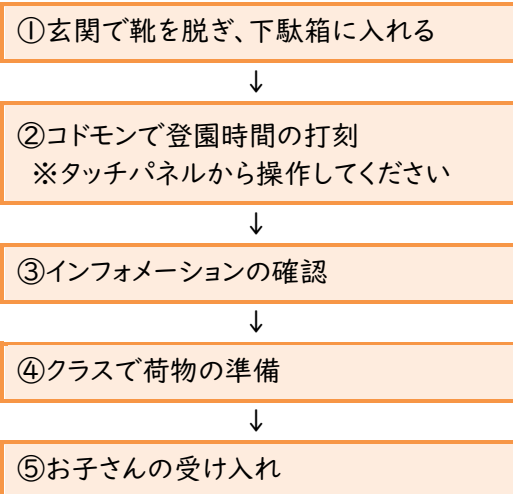 ①玄関で靴を脱ぎ、下駄箱に入れる
↓
②コドモンで登園時間の打刻
※タッチパネルから操作してください
↓
③インフォメーションの確認
↓
④クラスで荷物の準備
↓
⑤お子さんの受け入れ